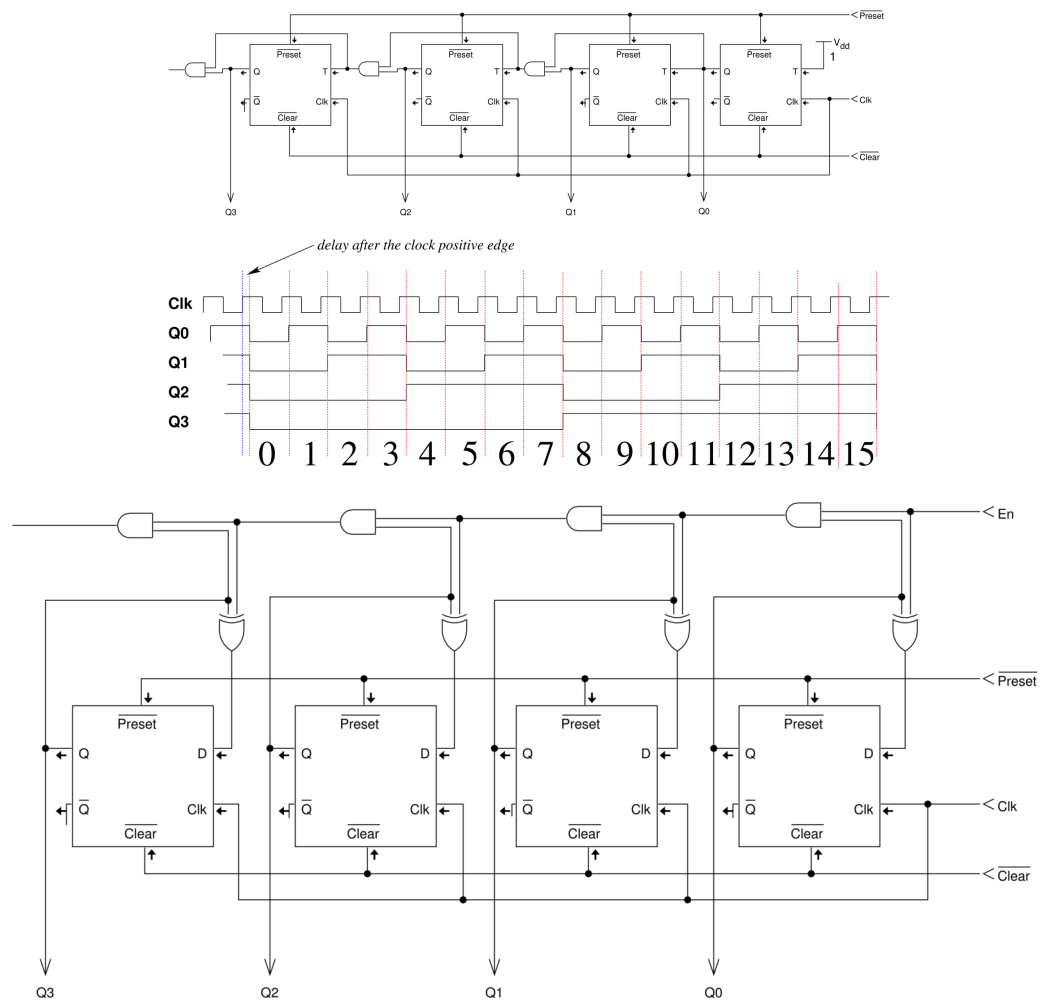 Preset
V dd
1
Preset Preset Preset Preset
Q T Q T Q T Q T
Q Clk Q Clk Q Clk Q Clk Clk
Clear Clear Clear Clear
Clear
Q3 Q2 Q1 Q0
delay after the clock positive edge
Clk
Q0
Q1
Q2
Q3
0 1 2 3 4 5 6 7 8 9 10 11 12 13 14 15
En
Preset
Preset Preset Preset Preset
Q D Q D Q D Q D
Q Clk Q Clk Q Clk Q Clk Clk
Clear Clear Clear Clear
Clear
Q3 Q2 Q1 Q0